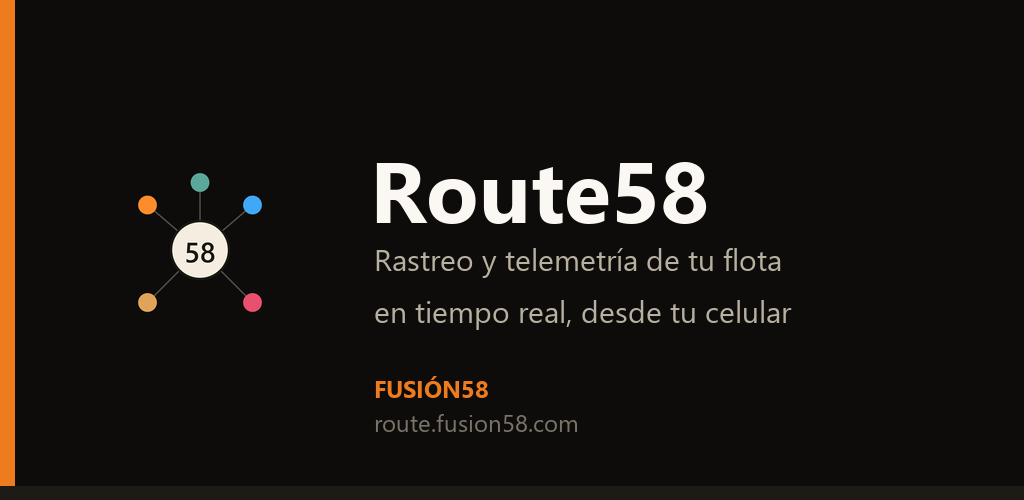 58
Route58
Rastreo y telemetría de tu flota
en tiempo real, desde tu celular
FUSIÓN58
route.fusion58.com